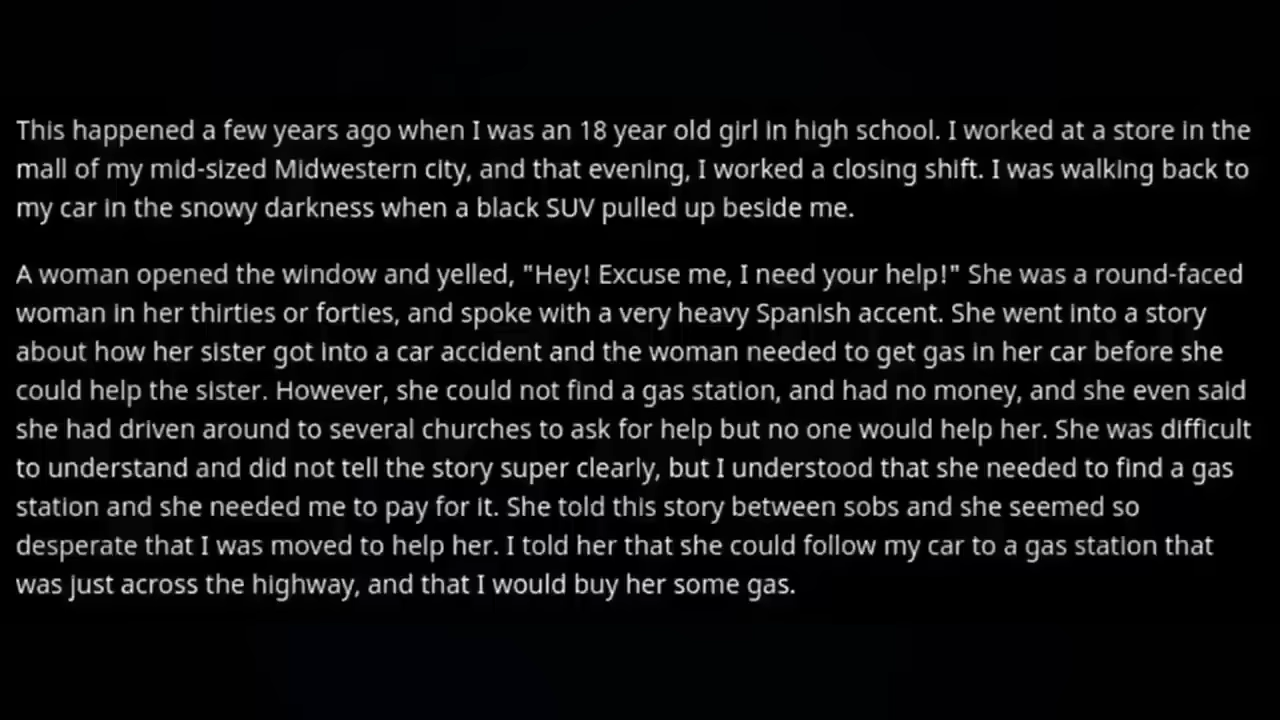 This happened a few years ago when I was an 18 year old girl in high school. I worked at a store in the
mall of my mid-sized Midwestern city, and that evening, I worked a closing shift. I was walking back to
my car in the snowy darkness when a black SUV pulled up beside me.
A woman opened the window and yelled, "Hey! Excuse me, I need your help!" She was a round-faced
woman in her thirties or forties, and spoke with a very heavy Spanish accent. She went into a story
about how her sister got into a car accident and the woman needed to get gas in her car before she
could help the sister. However, she could not find a gas station, and had no money, and she even said
she had driven around to several churches to ask for help but no one would help her. She was difficult
to understand and did not tell the story super clearly, but I understood that she needed to find a gas
station and she needed me to pay for it. She told this story between sobs and she seemed so
desperate that I was moved to help her. I told her that she could follow my car to a gas station that
was just across the highway, and that I would buy her some gas.